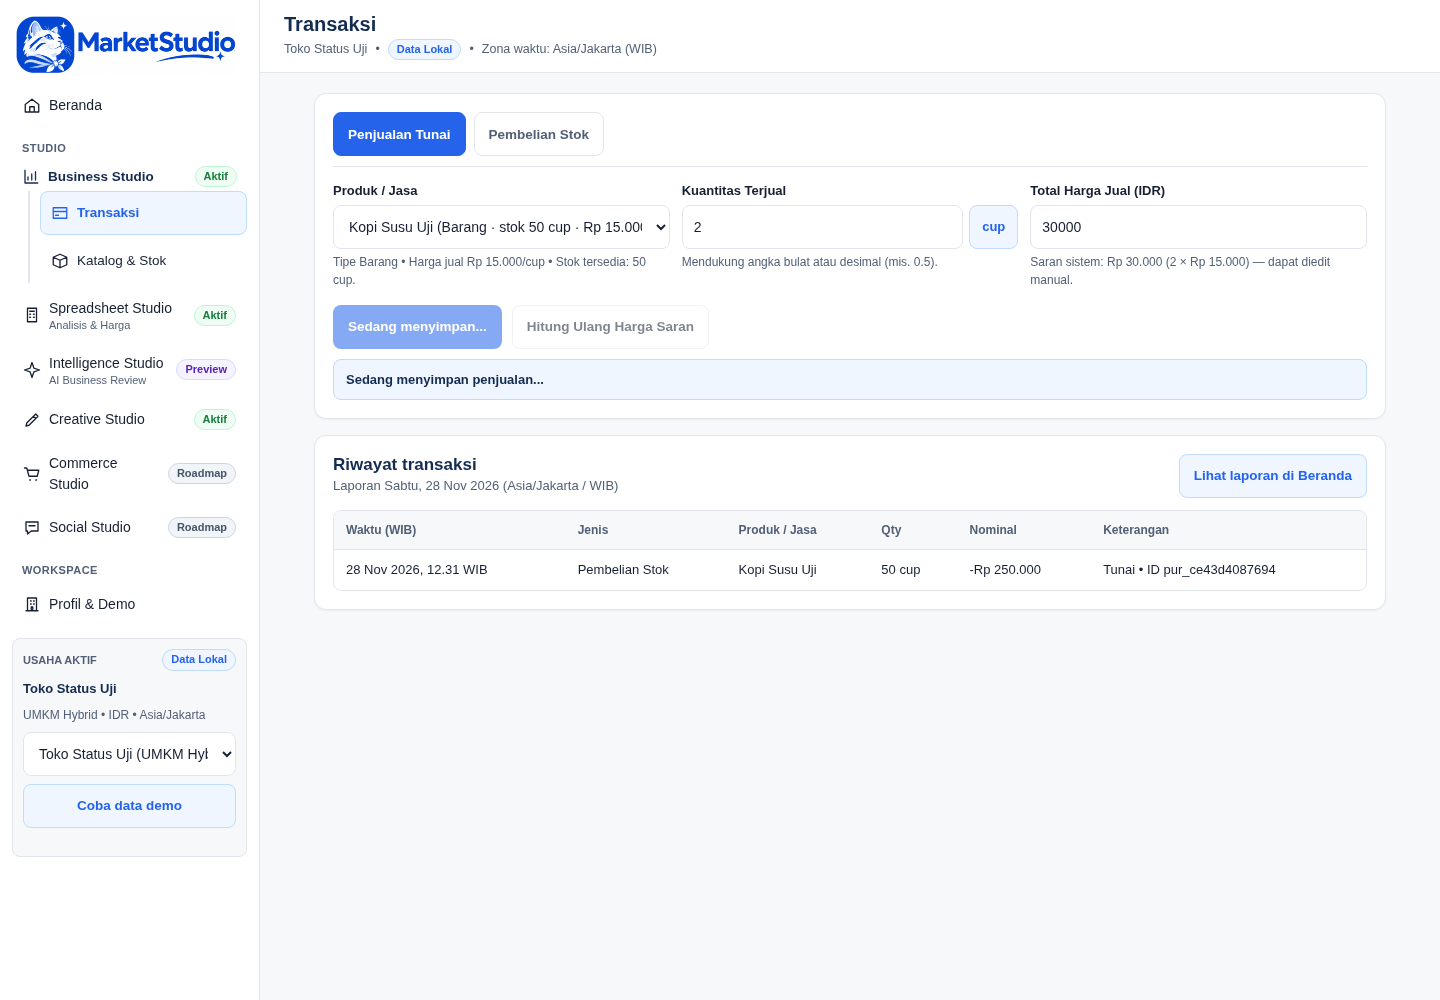 MarketStudio
Beranda
STUDIO
Business Studio
Aktif
Transaksi
Katalog & Stok
Spreadsheet Studio
Analisis & Harga
Aktif
Intelligence Studio
AI Business Review
Preview
Creative Studio
Aktif
Commerce
Studio
Roadmap
Social Studio
Roadmap
WORKSPACE
Profil & Demo
USAHA AKTIF
Data Lokal
Toko Status Uji
UMKM Hybrid • IDR • Asia/Jakarta
Toko Status Uji (UMKM Hyb
Coba data demo
Transaksi
Toko Status Uji • Data Lokal • Zona waktu: Asia/Jakarta (WIB)
Penjualan Tunai
Pembelian Stok
Produk / Jasa
Kopi Susu Uji (Barang · stok 50 cup · Rp 15.000
Tipe Barang • Harga jual Rp 15.000/cup • Stok tersedia: 50
cup.
Kuantitas Terjual
2
cup
Mendukung angka bulat atau desimal (mis. 0.5).
Total Harga Jual (IDR)
30000
Saran sistem: Rp 30.000 (2 × Rp 15.000) — dapat diedit
manual.
Sedang menyimpan...
Hitung Ulang Harga Saran
Sedang menyimpan penjualan...
Riwayat transaksi
Laporan Sabtu, 28 Nov 2026 (Asia/Jakarta / WIB)
Lihat laporan di Beranda
Waktu (WIB) Jenis Produk / Jasa Qty Nominal Keterangan
28 Nov 2026, 12.31 WIB Pembelian Stok Kopi Susu Uji 50 cup -Rp 250.000 Tunai • ID pur_ce43d4087694